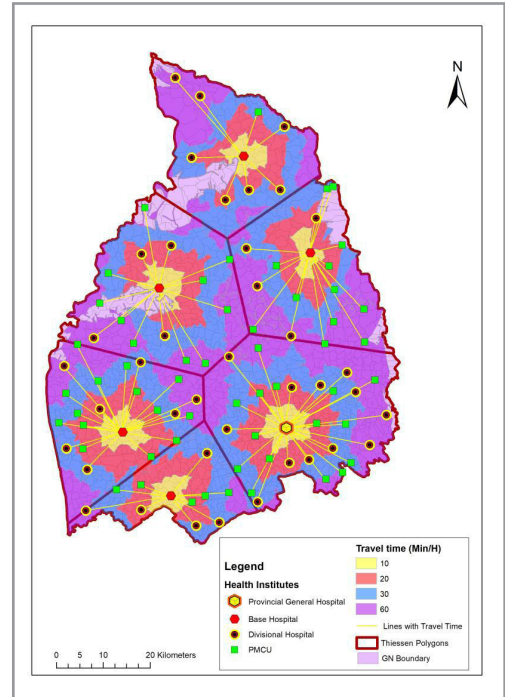 N
Legend
Health Institutes
Provincial General Hospital
Base Hospital
Divisional Hospital
PMCU
Travel time (Min/H)
10
20
30
60
Lines with Travel Time
Thiessen Polygons
GN Boundary
0 5 10 20 Kilometers